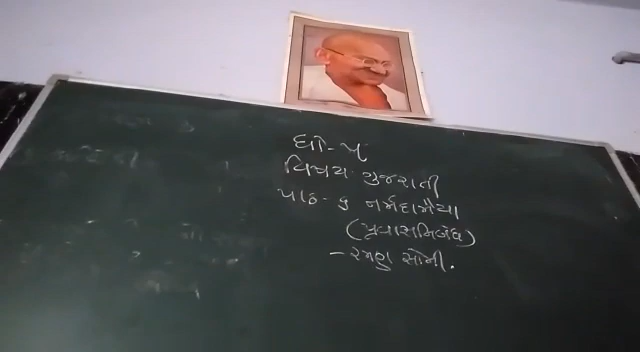 ધો-૫
વિષય ગુજરાતી
પાઠ - ૬ નર્મદામૈયા
(પ્રવાસનિબંધ)
- રમણ સોની.